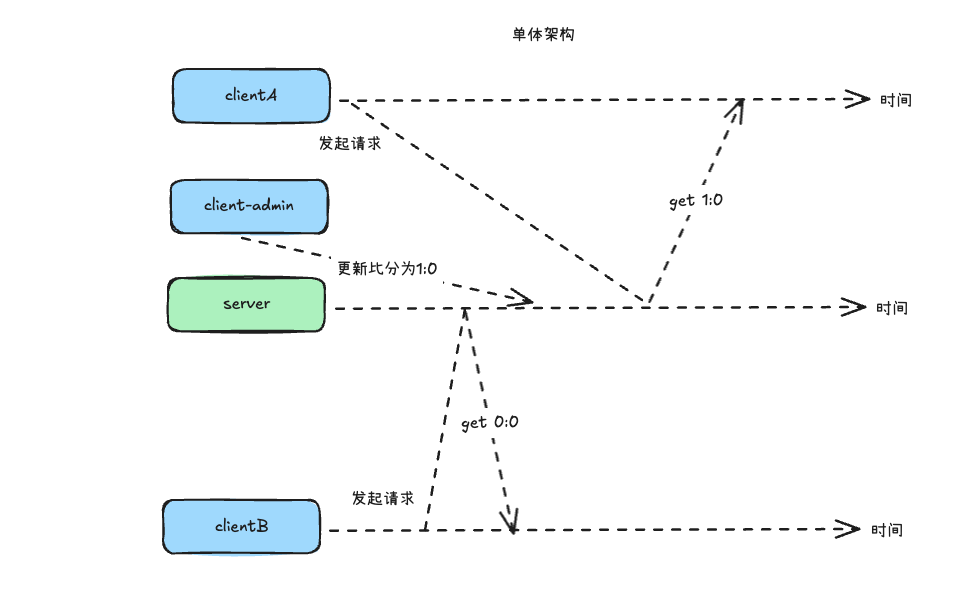 单体架构
clientA
时间
发起请求
client-admin
get 1:0
更新比分为1:0
server
时间
get 0:0
发起请求
clientB
时间